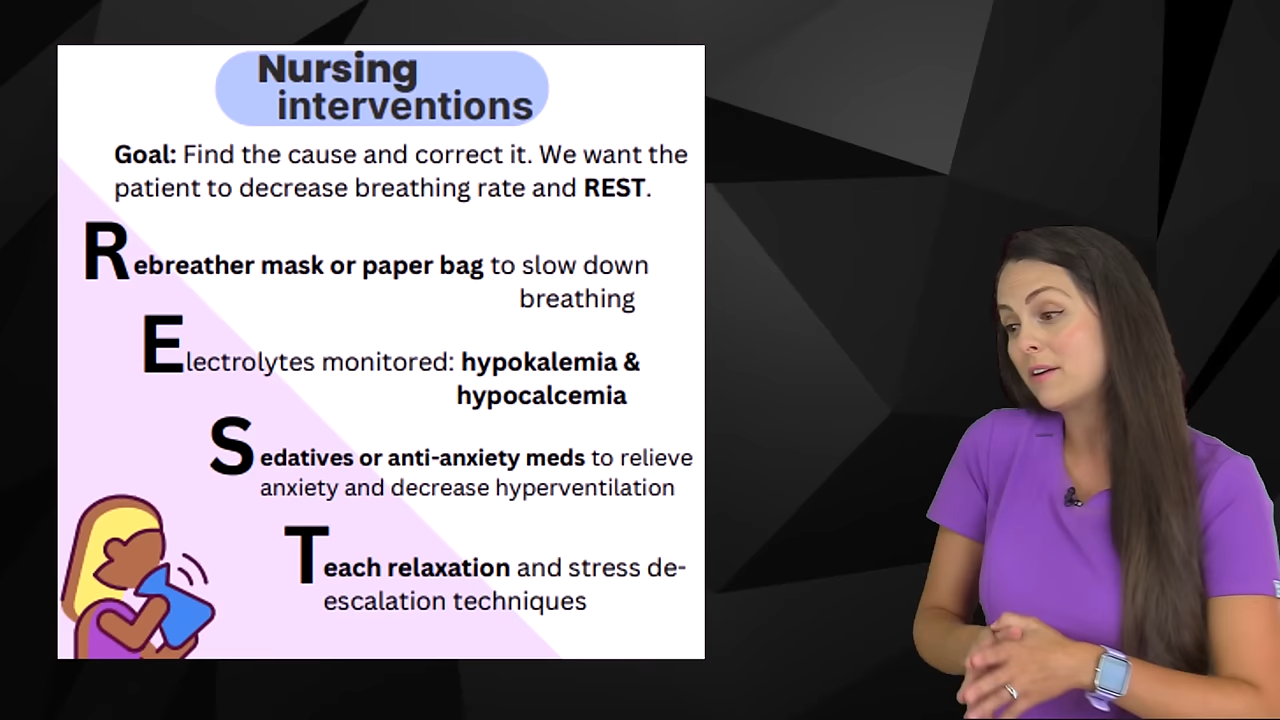 Nursing
interventions
Goal: Find the cause and correct it. We want the
patient to decrease breathing rate and REST.
Rebreather mask or paper bag to slow down
breathing
Electrolytes monitored: hypokalemia &
hypocalcemia
Sedatives or anti-anxiety meds to relieve
anxiety and decrease hyperventilation
Teach relaxation and stress de-
escalation techniques